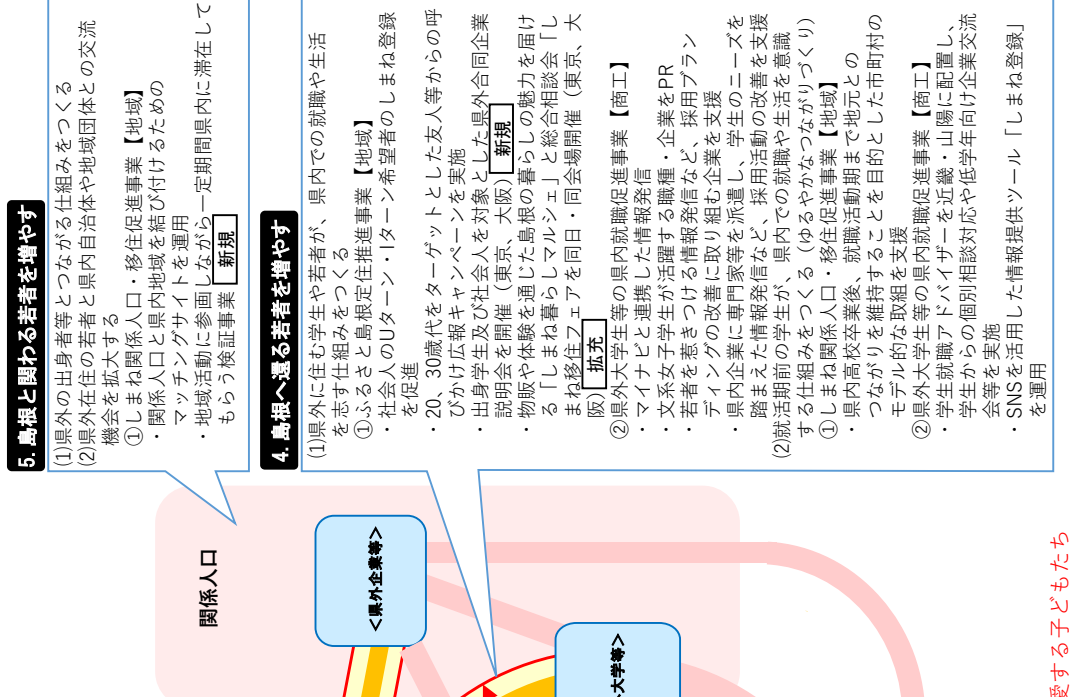 5. 島根と関わる若者を増やす
(1)県外の出身者等とつながる仕組みをつくる
(2)県外在住の若者と県内自治体や地域団体との交流
機会を拡大する
①しまね関係人口・移住促進事業【地域】
・関係人口と県内地域を結び付けるための
マッチングサイトを運用
・地域活動に参画しながら一定期間県内に滞在して
もらう検証事業 新規
4. 島根へ還る若者を増やす
(1)県外に住む学生や若者が、県内での就職や生活
を志す仕組みをつくる
①ふるさと島根定住推進事業【地域】
・社会人のUターン・Iターン希望者のしまね登録
を促進
・20、30歳代をターゲットとした友人等からの呼
びかけ広報キャンペーンを実施
・出身学生及び社会人を対象とした県外合同企業
説明会を開催（東京、大阪） 新規
・物販や体験を通じた島根の暮らしの魅力を届け
る「しまね暮らしマルシェ」と総合相談会「し
まね移住フェアを同日・同会場開催（東京、大
阪） 拡充
②県外大学生等の県内就職促進事業【商工】
・マイナビと連携した情報発信
・文系女子学生が活躍する職種・企業をPR
・若者を惹きつける情報発信など、採用ブラン
ディングの改善に取り組む企業を支援
・県内企業に専門家等を派遣し、学生のニーズを
踏まえた情報発信など、採用活動の改善を支援
(2)就活期前の学生が、県内での就職や生活を意識
する仕組みをつくる（ゆるやかなつながりづくり）
①しまね関係人口・移住促進事業【地域】
・県内高校卒業後、就職活動期まで地元との
つながりを維持することを目的とした市町村の
モデル的な取組を支援
②県外大学生等の県内就職促進事業【商工】
・学生就職アドバイザーを近畿・山陽に配置し、
学生からの個別相談対応や低学年向け企業交流
会等を実施
・SNSを活用した情報提供ツール「しまね登録」
を運用
関係人口
＜県外企業等＞
大学等＞
愛する子どもたち